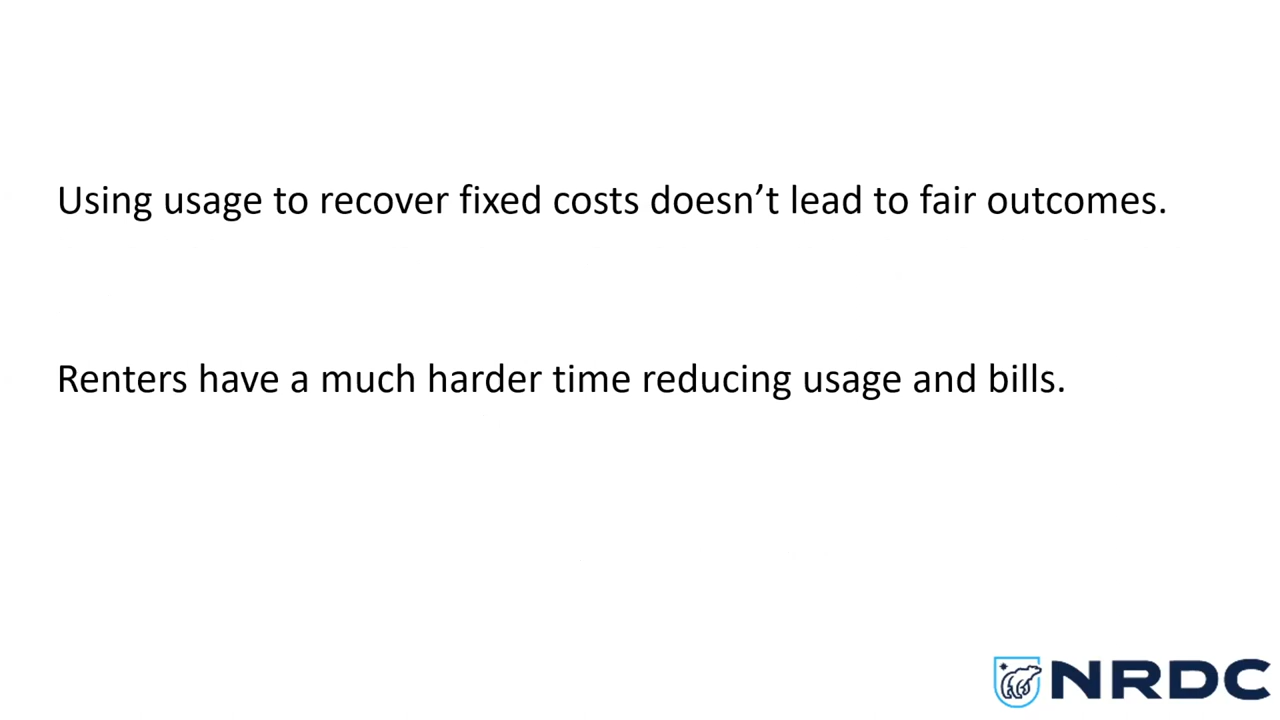 Using usage to recover fixed costs doesn’t lead to fair outcomes.
Renters have a much harder time reducing usage and bills.
NRDC